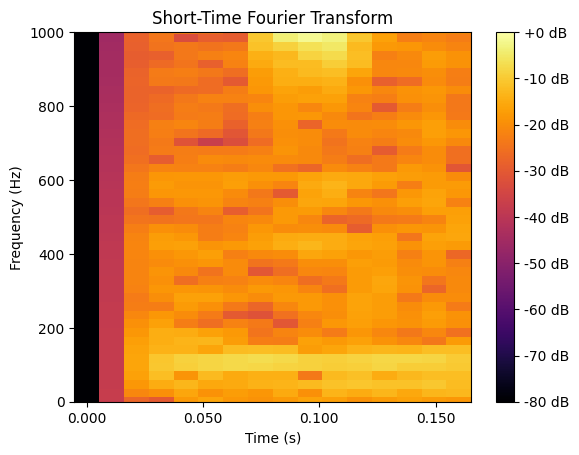 Short-Time Fourier Transform
1000
800
600
400
200
0
Frequency (Hz)
0.000
0.050
0.100
0.150
Time (s)
+0 dB
-10 dB
-20 dB
-30 dB
-40 dB
-50 dB
-60 dB
-70 dB
-80 dB